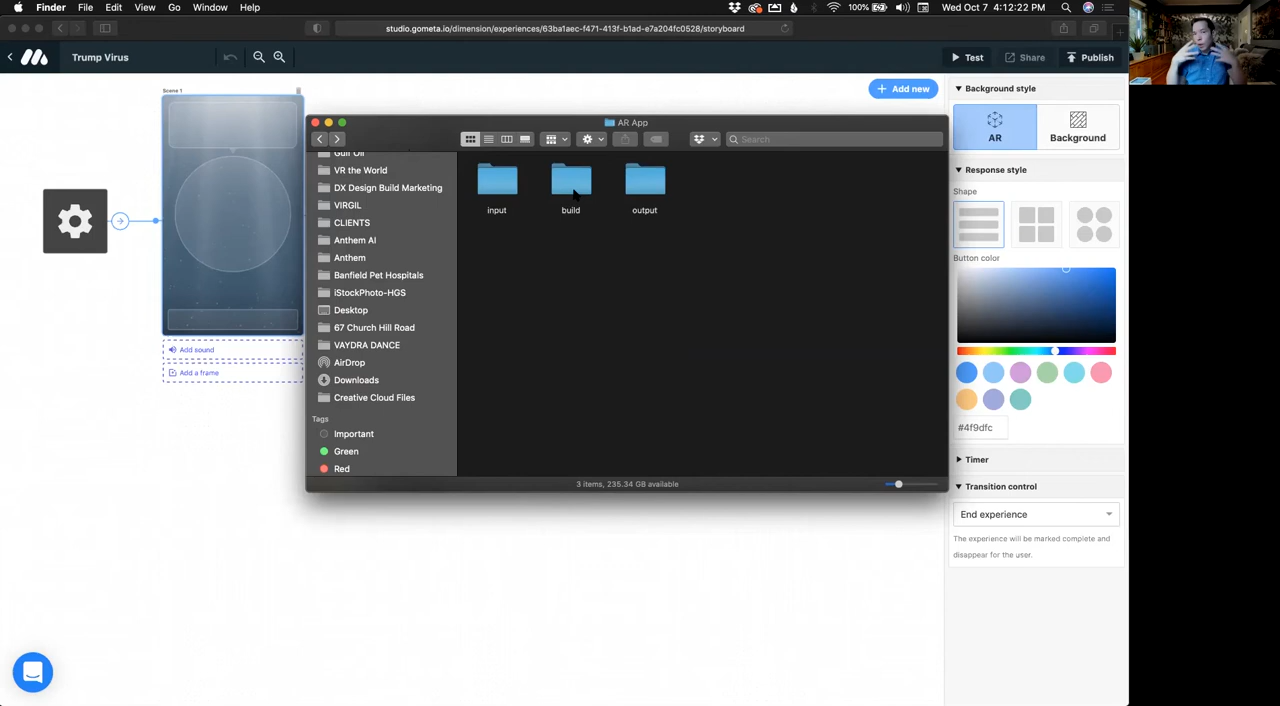 Finder File Edit View Go Window Help
100% Wed Oct 7 4:12:22 PM
studio.gometa.io/dimension/experiences/63ba1aec-f471-413f-b1ad-e7a204fc0528/storyboard
Trump Virus
Test Share Publish
Scene 1
Add new
Add sound
Add a frame
AR App
Search
Gulf Oil
VR the World
DX Design Build Marketing
VIRGIL
CLIENTS
Anthem AI
Anthem
Banfield Pet Hospitals
iStockPhoto-HGS
Desktop
67 Church Hill Road
VAYDRA DANCE
AirDrop
Downloads
Creative Cloud Files
Tags
Important
Green
Red
input build output
3 items, 235.34 GB available
Background style
AR Background
Response style
Shape
Button color
#4f9dfc
Timer
Transition control
End experience
The experience will be marked complete and
disappear for the user.